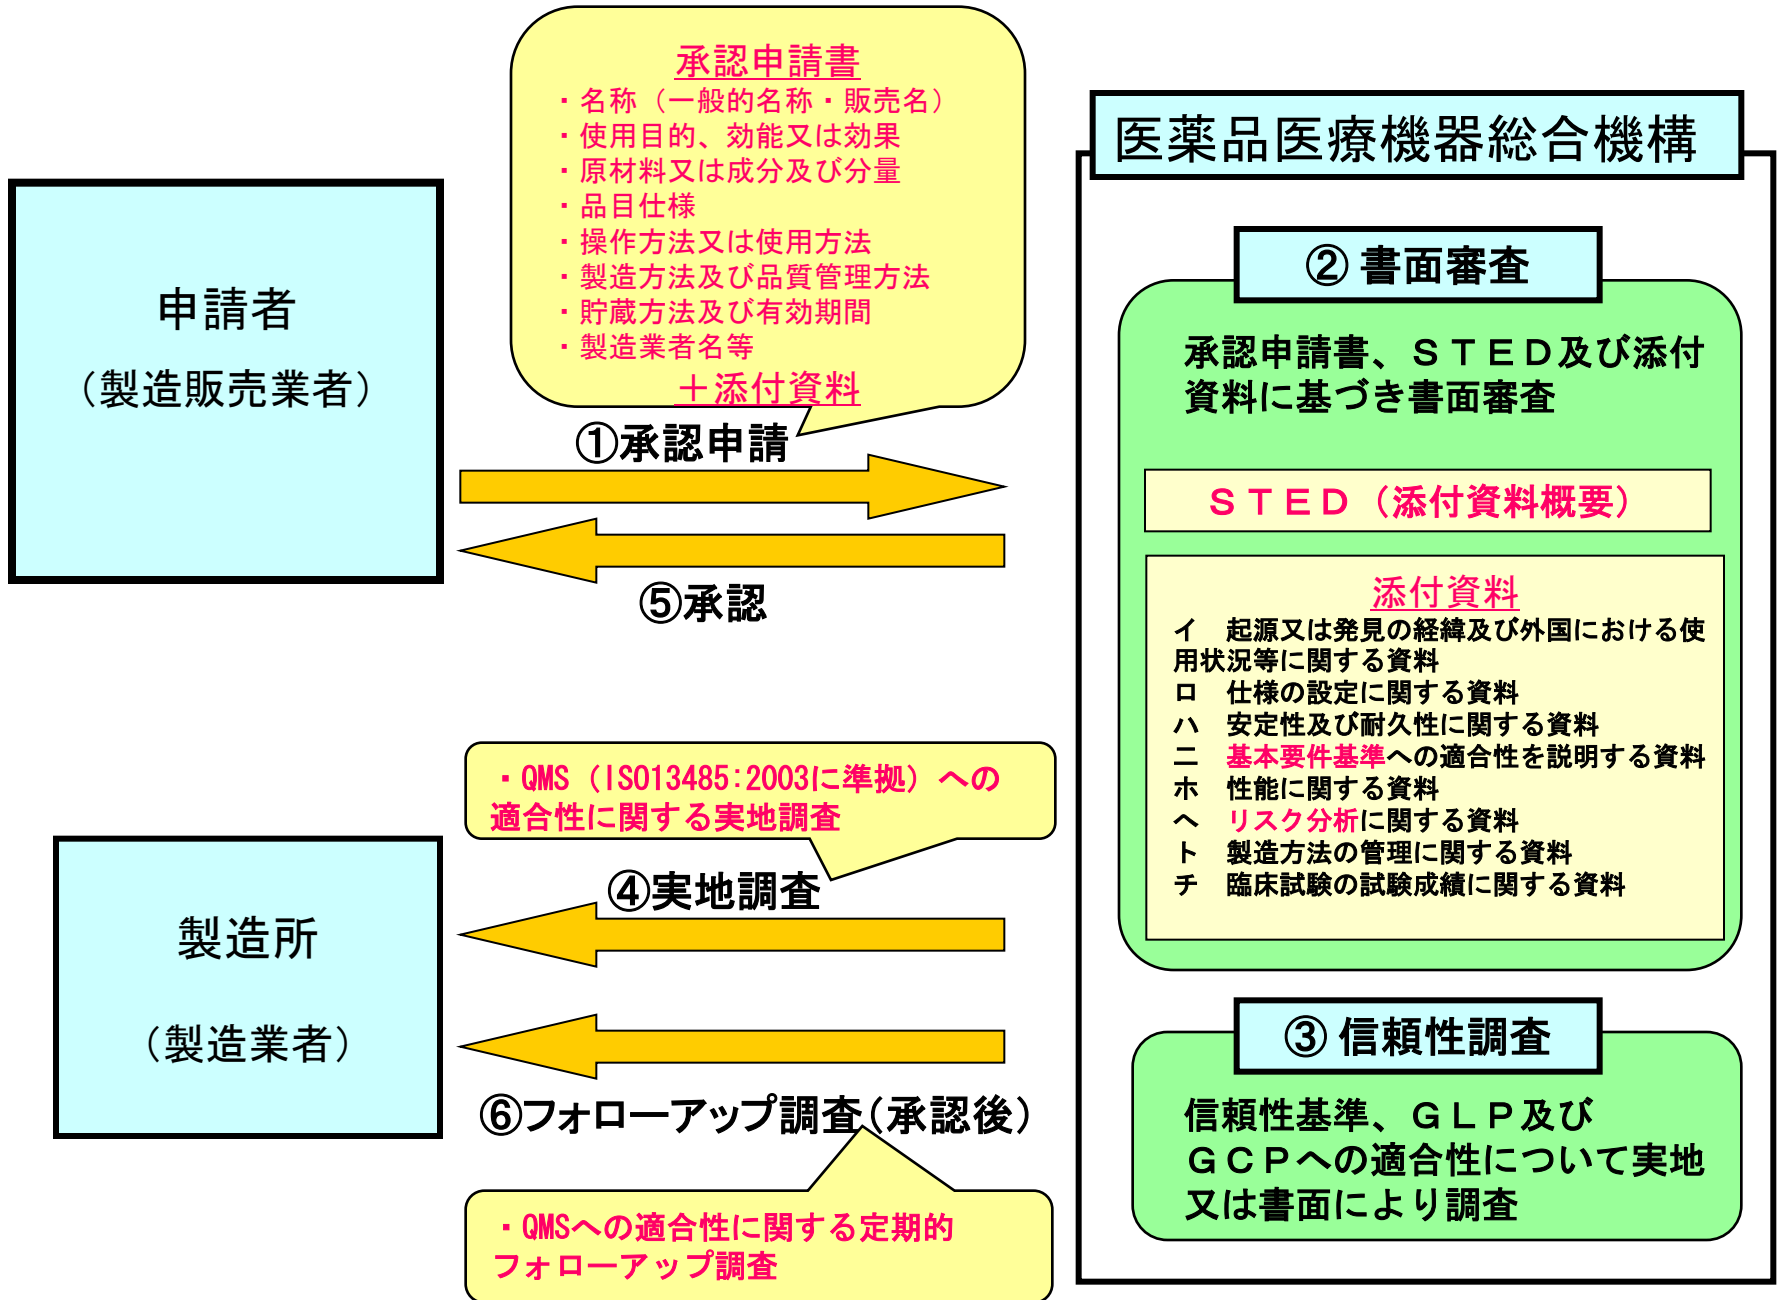 承認申請書
・名称（一般的名称・販売名）
・使用目的、効能又は効果
・原材料又は成分及び分量
・品目仕様
・操作方法又は使用方法
・製造方法及び品質管理方法
・貯蔵方法及び有効期間
・製造業者名等
＋添付資料
申請者
（製造販売業者）
①承認申請
⑤承認
医薬品医療機器総合機構
②書面審査
承認申請書、ＳＴＥＤ及び添付
資料に基づき書面審査
ＳＴＥＤ（添付資料概要）
添付資料
イ　起源又は発見の経緯及び外国における使
用状況等に関する資料
ロ　仕様の設定に関する資料
ハ　安定性及び耐久性に関する資料
ニ　基本要件基準への適合性を説明する資料
ホ　性能に関する資料
ヘ　リスク分析に関する資料
ト　製造方法の管理に関する資料
チ　臨床試験の試験成績に関する資料
・QMS（ISO13485:2003に準拠）への
適合性に関する実地調査
④実地調査
製造所
（製造業者）
⑥フォローアップ調査（承認後）
・QMSへの適合性に関する定期的
フォローアップ調査
③信頼性調査
信頼性基準、ＧＬＰ及び
ＧＣＰへの適合性について実地
又は書面により調査